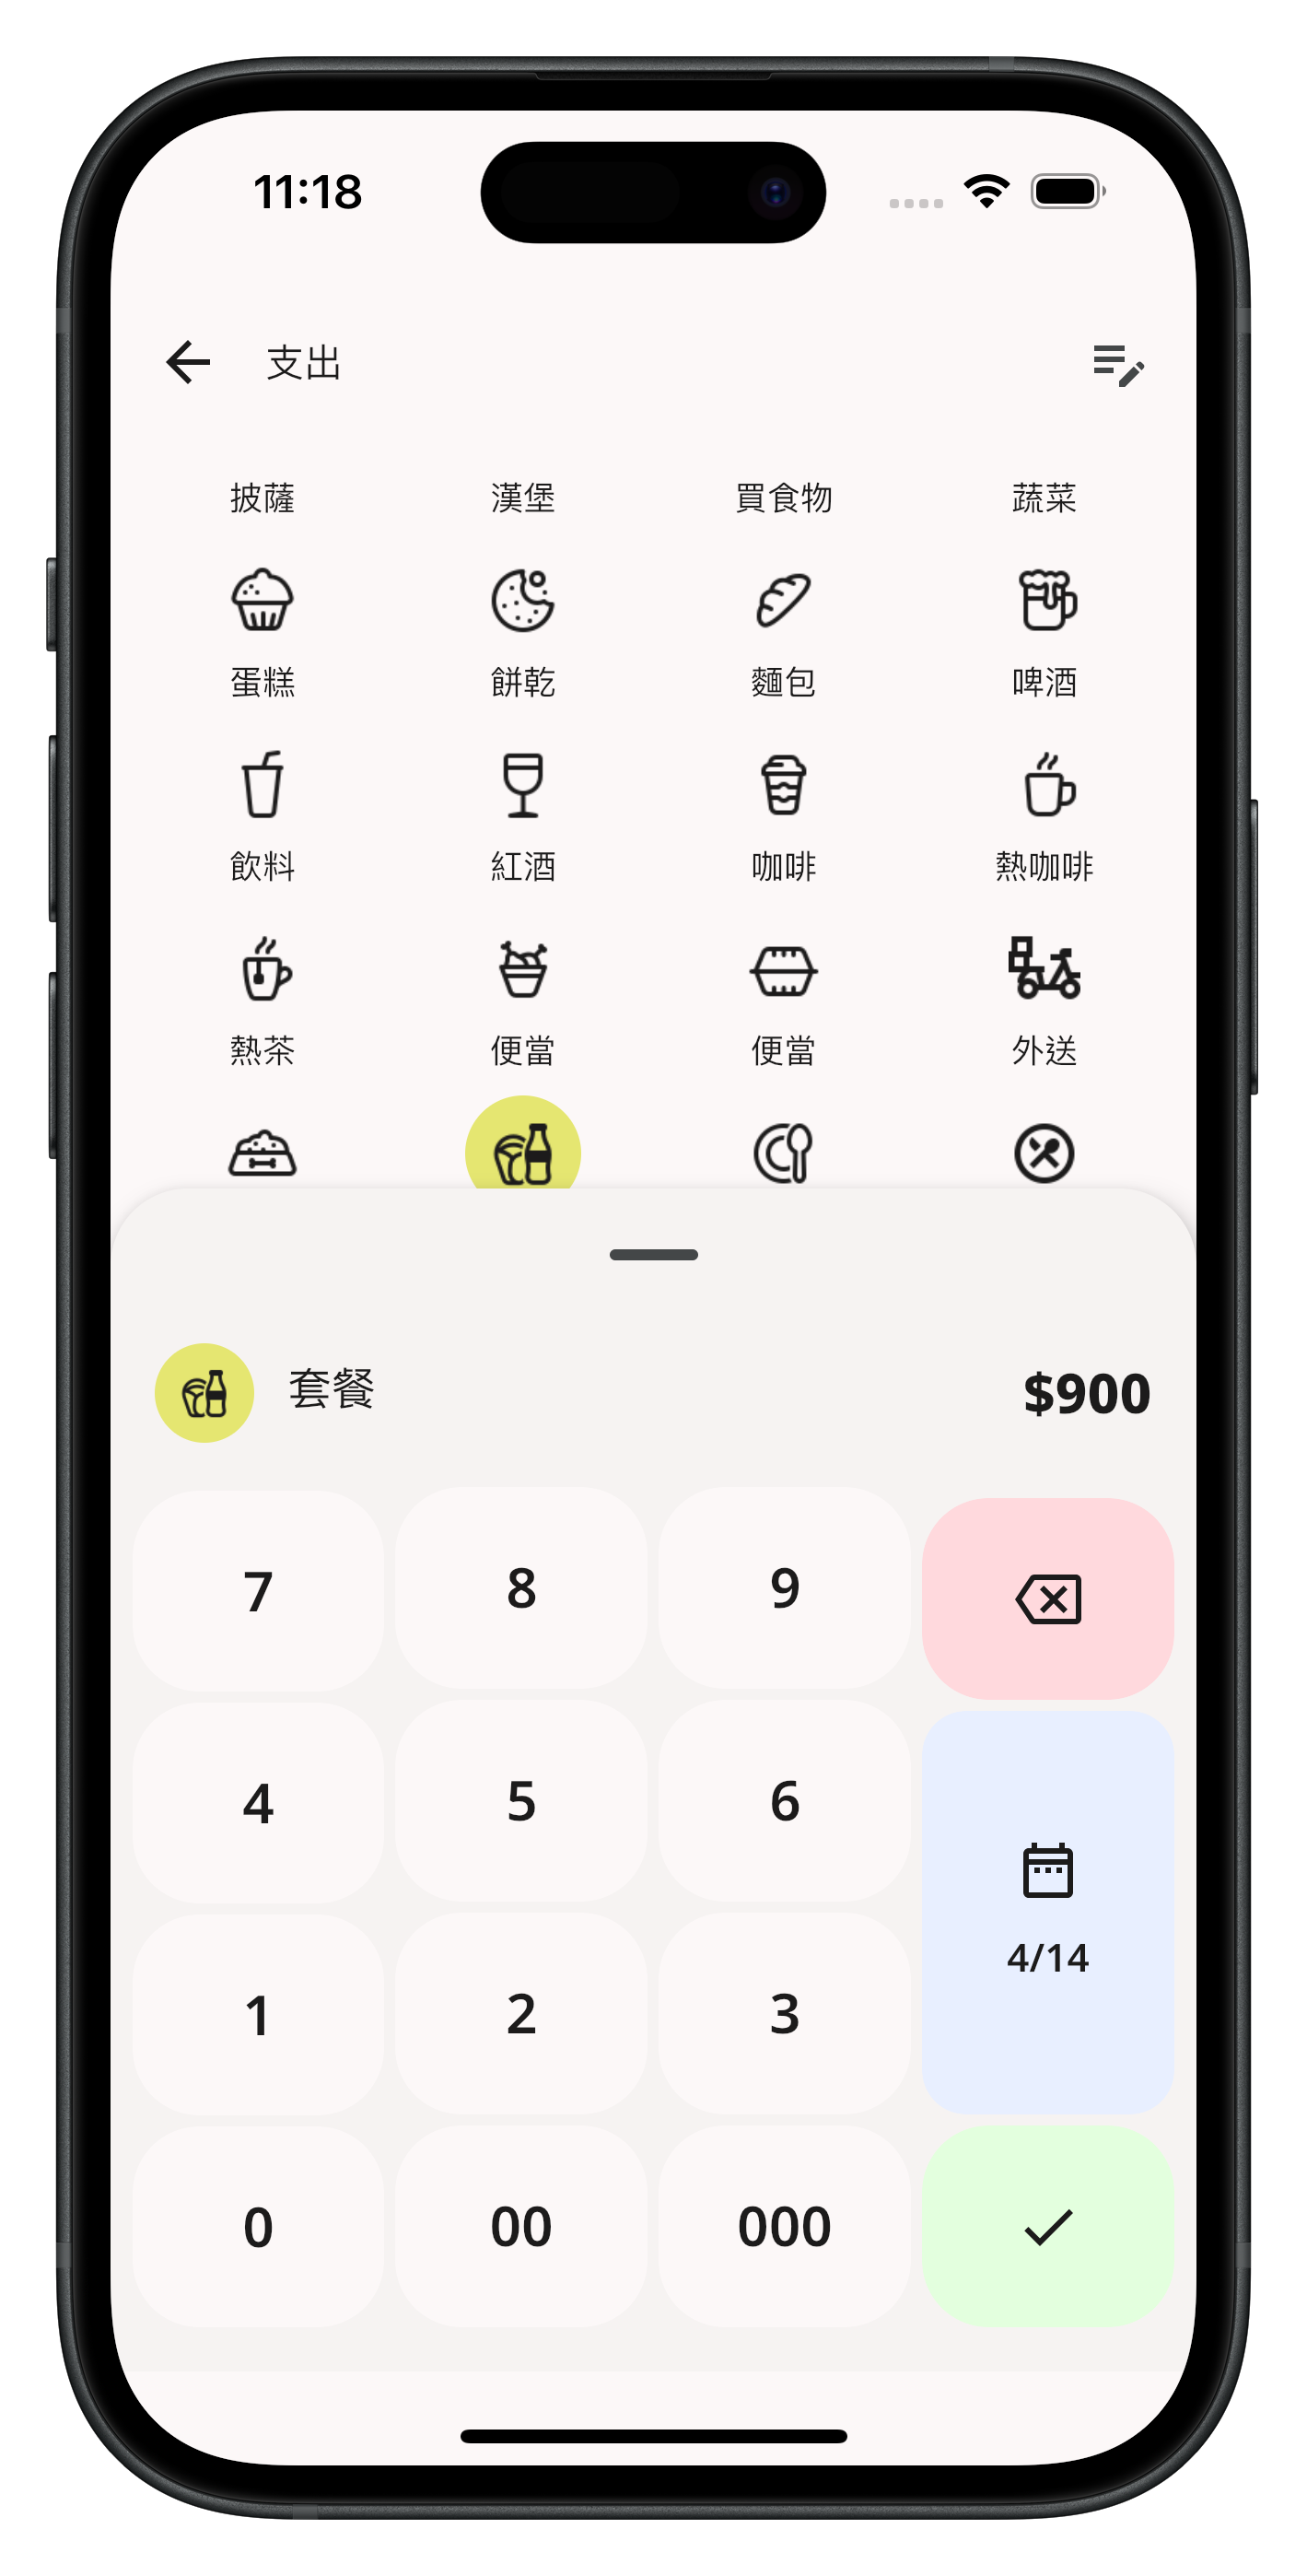 11:18
支出
披薩 漢堡 買食物 蔬菜
蛋糕 餅乾 麵包 啤酒
飲料 紅酒 咖啡 熱咖啡
熱茶 便當 便當 外送
套餐 $900
7 8 9
4 5 6
4/14
1 2 3
0 00 000